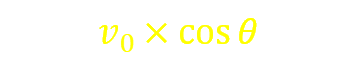 v₀ × cos θ